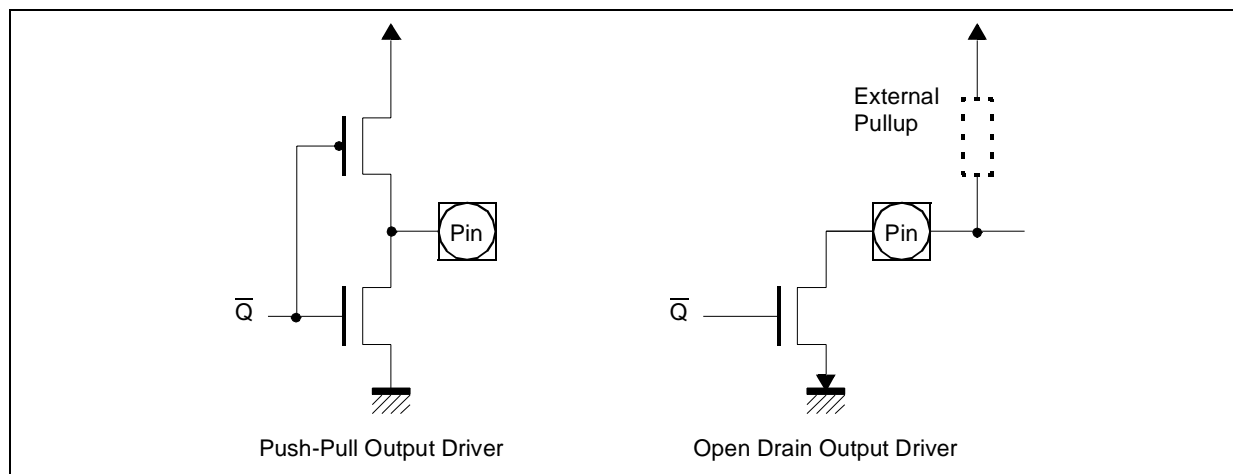 External
Pullup
Pin
Pin
Q̅
Q̅
Push-Pull Output Driver
Open Drain Output Driver